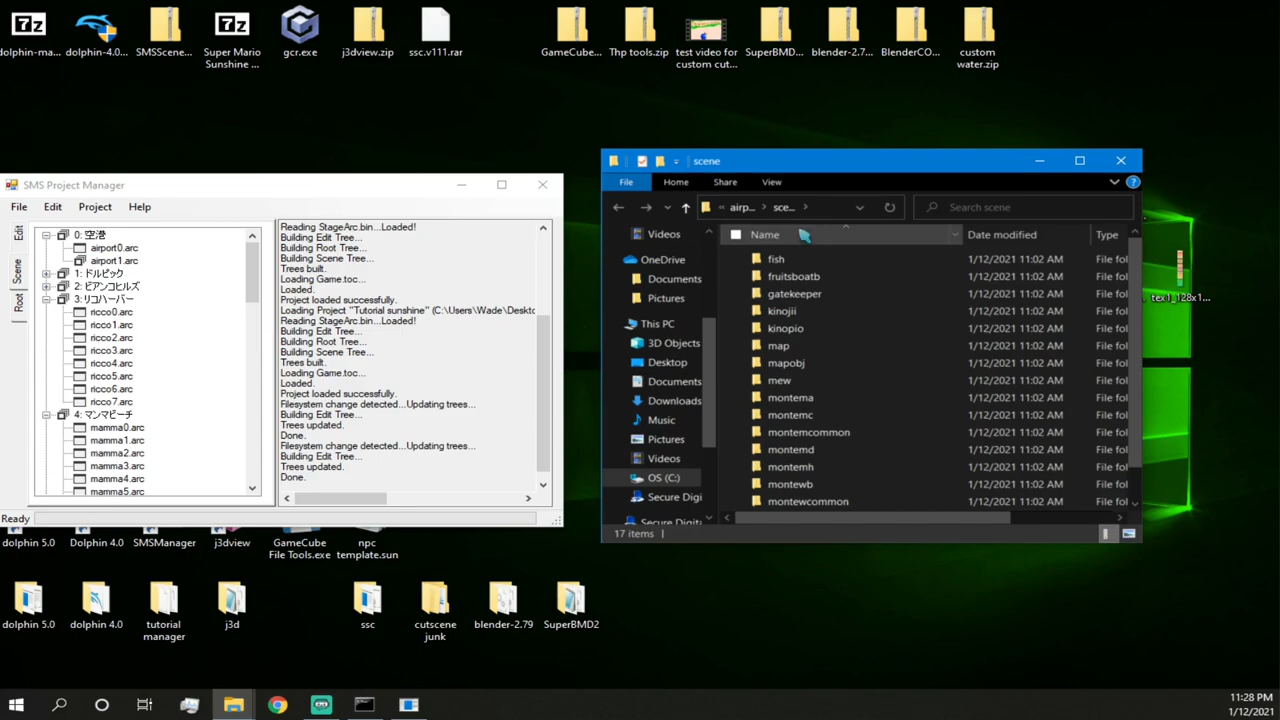 dolphin-ma...
dolphin-4.0...
SMSScene...
Super Mario
Sunshine ...
gcr.exe
j3dview.zip
ssc.v111.rar
GameCube...
Thp tools.zip
test video for
custom cut...
SuperBMD...
blender-2.7...
BlenderCO...
custom
water.zip
SMS Project Manager
File Edit Project Help
Edit
Scene
Root
0: 空港
airport0.arc
airport1.arc
1: ドルピック
2: ビアンコヒルズ
3: リコハーバー
ricco0.arc
ricco1.arc
ricco2.arc
ricco3.arc
ricco4.arc
ricco5.arc
ricco6.arc
ricco7.arc
4: マンマビーチ
mamma0.arc
mamma1.arc
mamma2.arc
mamma3.arc
mamma4.arc
mamma5.arc
Reading StageArc.bin...Loaded!
Building Edit Tree...
Building Root Tree...
Building Scene Tree...
Trees built.
Loading Game.toc...
Loaded.
Project loaded successfully.
Loading Project "Tutorial sunshine" (C:\Users\Wade\Deskto
Reading StageArc.bin...Loaded!
Building Edit Tree...
Building Root Tree...
Building Scene Tree...
Trees built.
Loading Game.toc...
Loaded.
Project loaded successfully.
Filesystem change detected...Updating trees...
Building Edit Tree...
Trees updated.
Done.
Filesystem change detected...Updating trees...
Building Edit Tree...
Trees updated.
Done.
Ready
scene
File Home Share View
« airp... > sce... >
Search scene
Name Date modified Type
Videos
OneDrive
Documents
Pictures
This PC
3D Objects
Desktop
Documents
Downloads
Music
Pictures
Videos
OS (C:)
Secure Digi
Secure Digita
fish 1/12/2021 11:02 AM File fol
fruitsboatb 1/12/2021 11:02 AM File fol
gatekeeper 1/12/2021 11:02 AM File fol
kinojii 1/12/2021 11:02 AM File fol
kinopio 1/12/2021 11:02 AM File fol
map 1/12/2021 11:02 AM File fol
mapobj 1/12/2021 11:02 AM File fol
mew 1/12/2021 11:02 AM File fol
montema 1/12/2021 11:02 AM File fol
montemc 1/12/2021 11:02 AM File fol
montemcommon 1/12/2021 11:02 AM File fol
montemd 1/12/2021 11:02 AM File fol
montemh 1/12/2021 11:02 AM File fol
montewb 1/12/2021 11:02 AM File fol
montewcommon 1/12/2021 11:02 AM File fol
17 items
tex1_128x1...
dolphin 5.0
Dolphin 4.0
SMSManager
j3dview
GameCube
File Tools.exe
npc
template.sun
dolphin 5.0
dolphin 4.0
tutorial
manager
j3d
ssc
cutscene
junk
blender-2.79
SuperBMD2
11:28 PM
1/12/2021